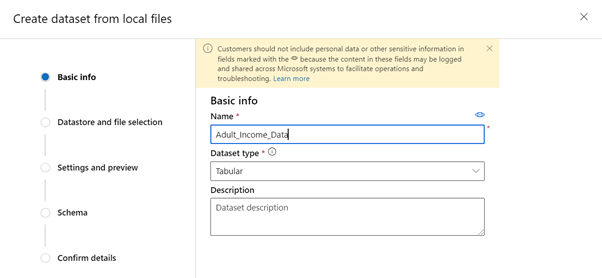 Create dataset from local files
Customers should not include personal data or other sensitive information in
fields marked with the because the content in these fields may be logged
and shared across Microsoft systems to facilitate operations and
troubleshooting. Learn more
Basic info
Datastore and file selection
Settings and preview
Schema
Confirm details
Basic info
Name *
Adult_Income_Data
*
Dataset type *
Tabular
Description
Dataset description